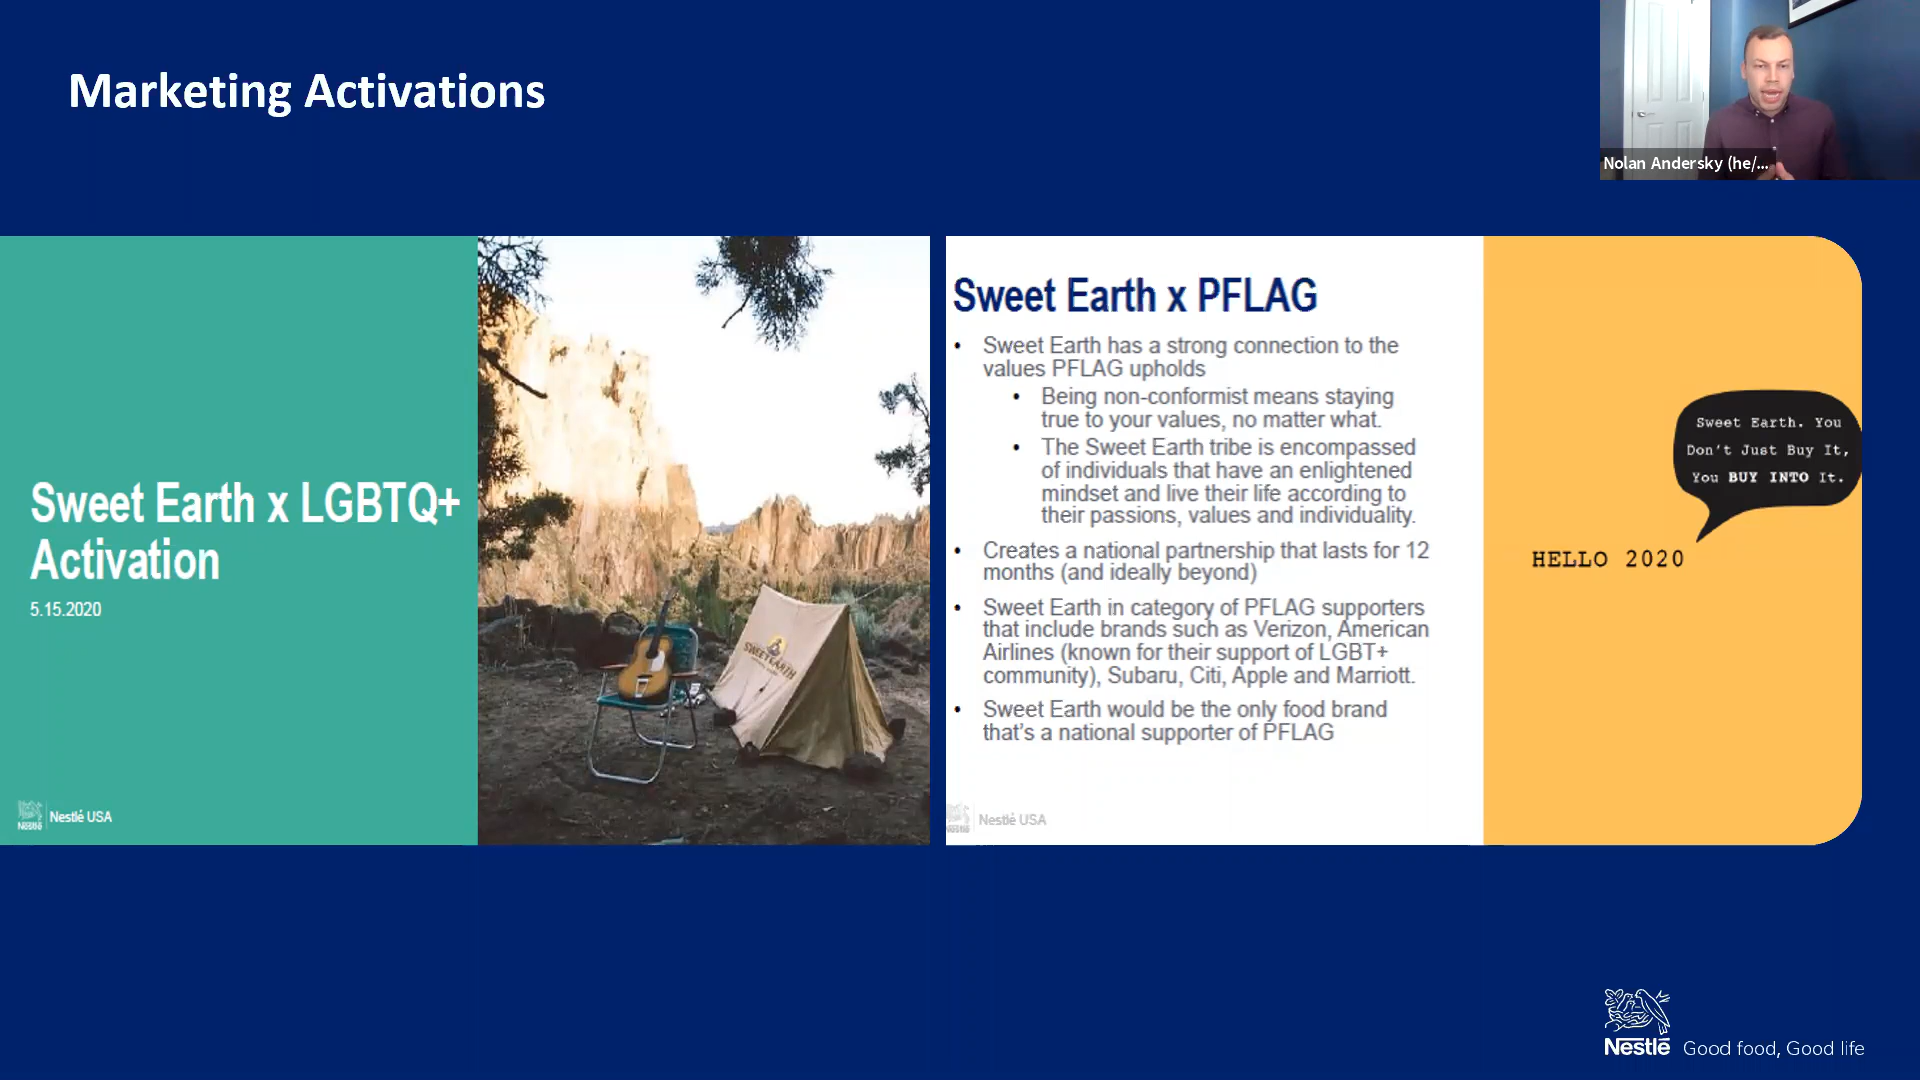 Marketing Activations
Nolan Andersky (he/...
Sweet Earth x LGBTQ+
Activation
5.15.2020
Nestlé
Nestlé USA
SWEET EARTH
Sweet Earth x PFLAG
• Sweet Earth has a strong connection to the
values PFLAG upholds
• Being non-conformist means staying
true to your values, no matter what.
• The Sweet Earth tribe is encompassed
of individuals that have an enlightened
mindset and live their life according to
their passions, values and individuality.
• Creates a national partnership that lasts for 12
months (and ideally beyond)
• Sweet Earth in category of PFLAG supporters
that include brands such as Verizon, American
Airlines (known for their support of LGBT+
community), Subaru, Citi, Apple and Marriott.
• Sweet Earth would be the only food brand
that's a national supporter of PFLAG
Nestlé
Nestlé USA
Sweet Earth. You
Don't Just Buy It,
You BUY INTO It.
HELLO 2020
Nestlé Good food, Good life